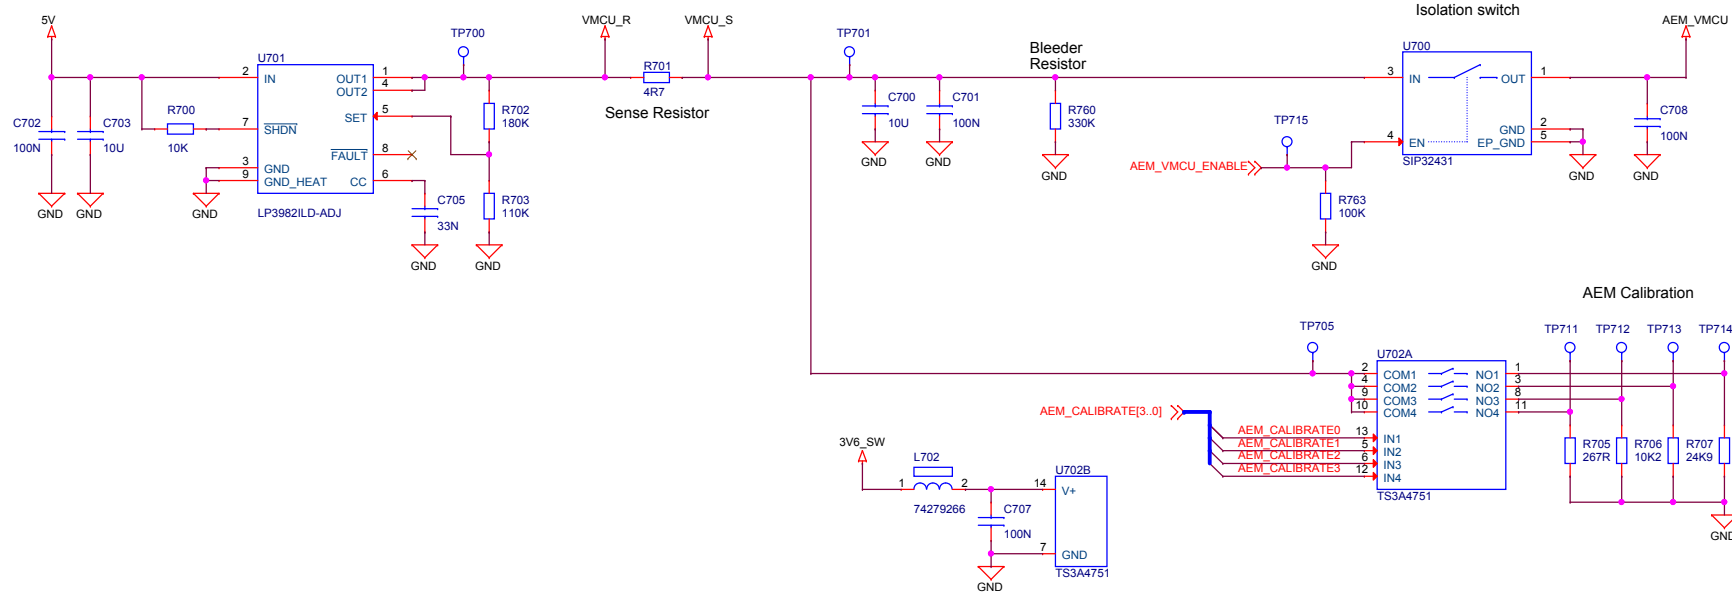 Isolation switch
5V
VMCU_R
VMCU_S
AEM_VMCU
TP700
TP701
Bleeder
Resistor
U701
U700
2
IN
OUT1
1
OUT2
4
R701
4R7
Sense Resistor
3
IN
OUT
1
R700
10K
7
SHDN
SET
5
R702
180K
C700
10U
C701
100N
R760
330K
TP715
C702
100N
C703
10U
FAULT
8
3
GND
9
GND_HEAT
CC
6
GND
2
EP_GND
5
4
EN
SIP32431
C708
100N
AEM_VMCU_ENABLE
GND
GND
GND
GND
GND
GND
GND
GND
LP3982ILD-ADJ
C705
33N
R703
110K
R763
100K
GND
GND
GND
AEM Calibration
TP705
TP711
TP712
TP713
TP714
U702A
2
COM1
NO1
1
4
COM2
NO2
3
9
COM3
NO3
8
10
COM4
NO4
11
AEM_CALIBRATE[3..0]
AEM_CALIBRATE0
13
IN1
AEM_CALIBRATE1
5
IN2
AEM_CALIBRATE2
6
IN3
AEM_CALIBRATE3
12
IN4
TS3A4751
R705
267R
R706
10K2
R707
24K9
GND
3V6_SW
L702
1
2
74279266
U702B
14
V+
C707
100N
7
GND
TS3A4751
GND